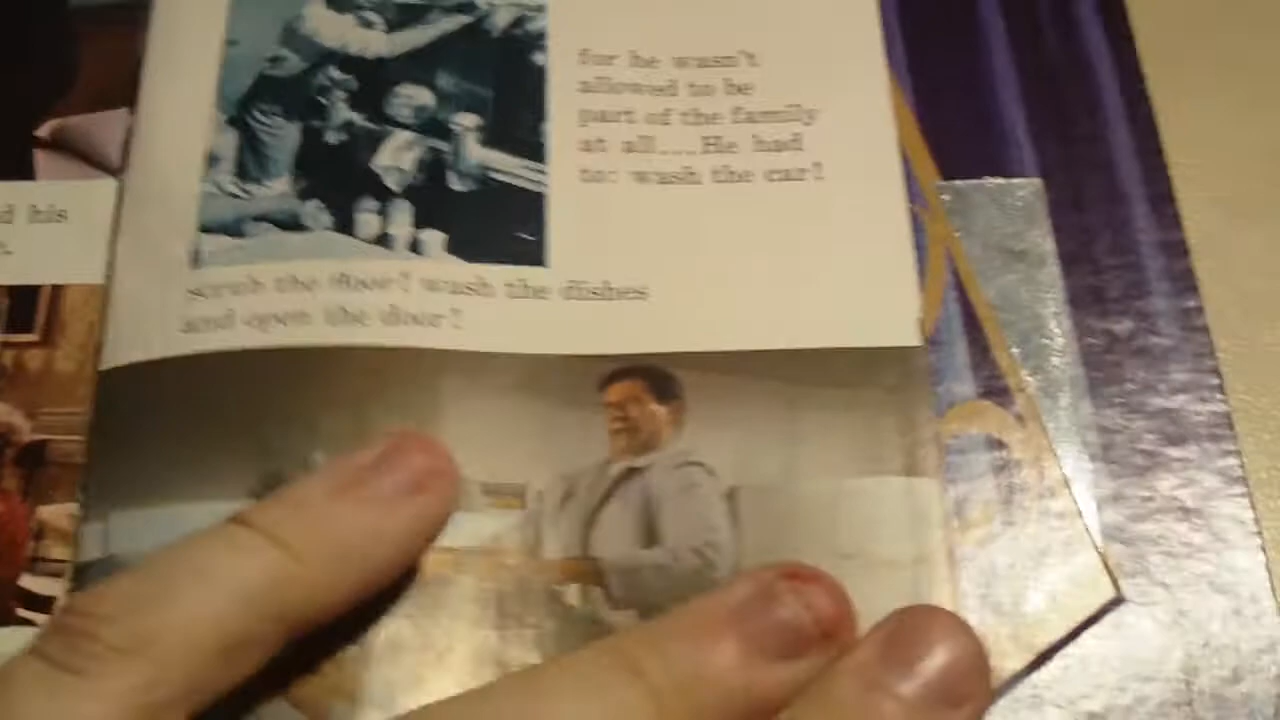 d his
for he wasn't
allowed to be
part of the family
at all....He had
to: wash the car!
scrub the floor! wash the dishes
and open the door!